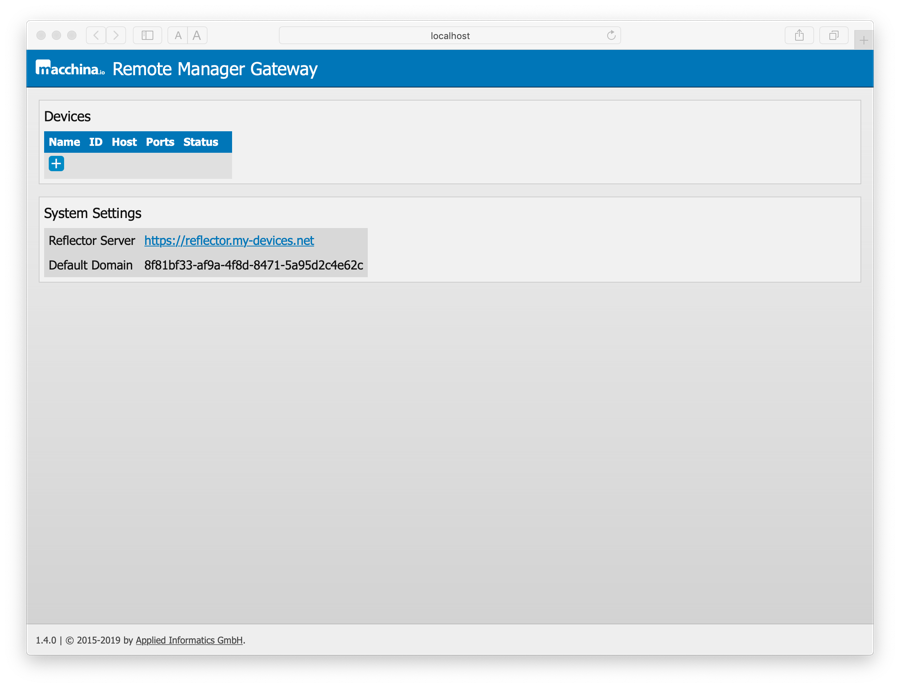 A A localhost
macchina.io Remote Manager Gateway
Devices
Name ID Host Ports Status
System Settings
Reflector Server https://reflector.my-devices.net
Default Domain 8f81bf33-af9a-4f8d-8471-5a95d2c4e62c
1.4.0 | © 2015-2019 by Applied Informatics GmbH.